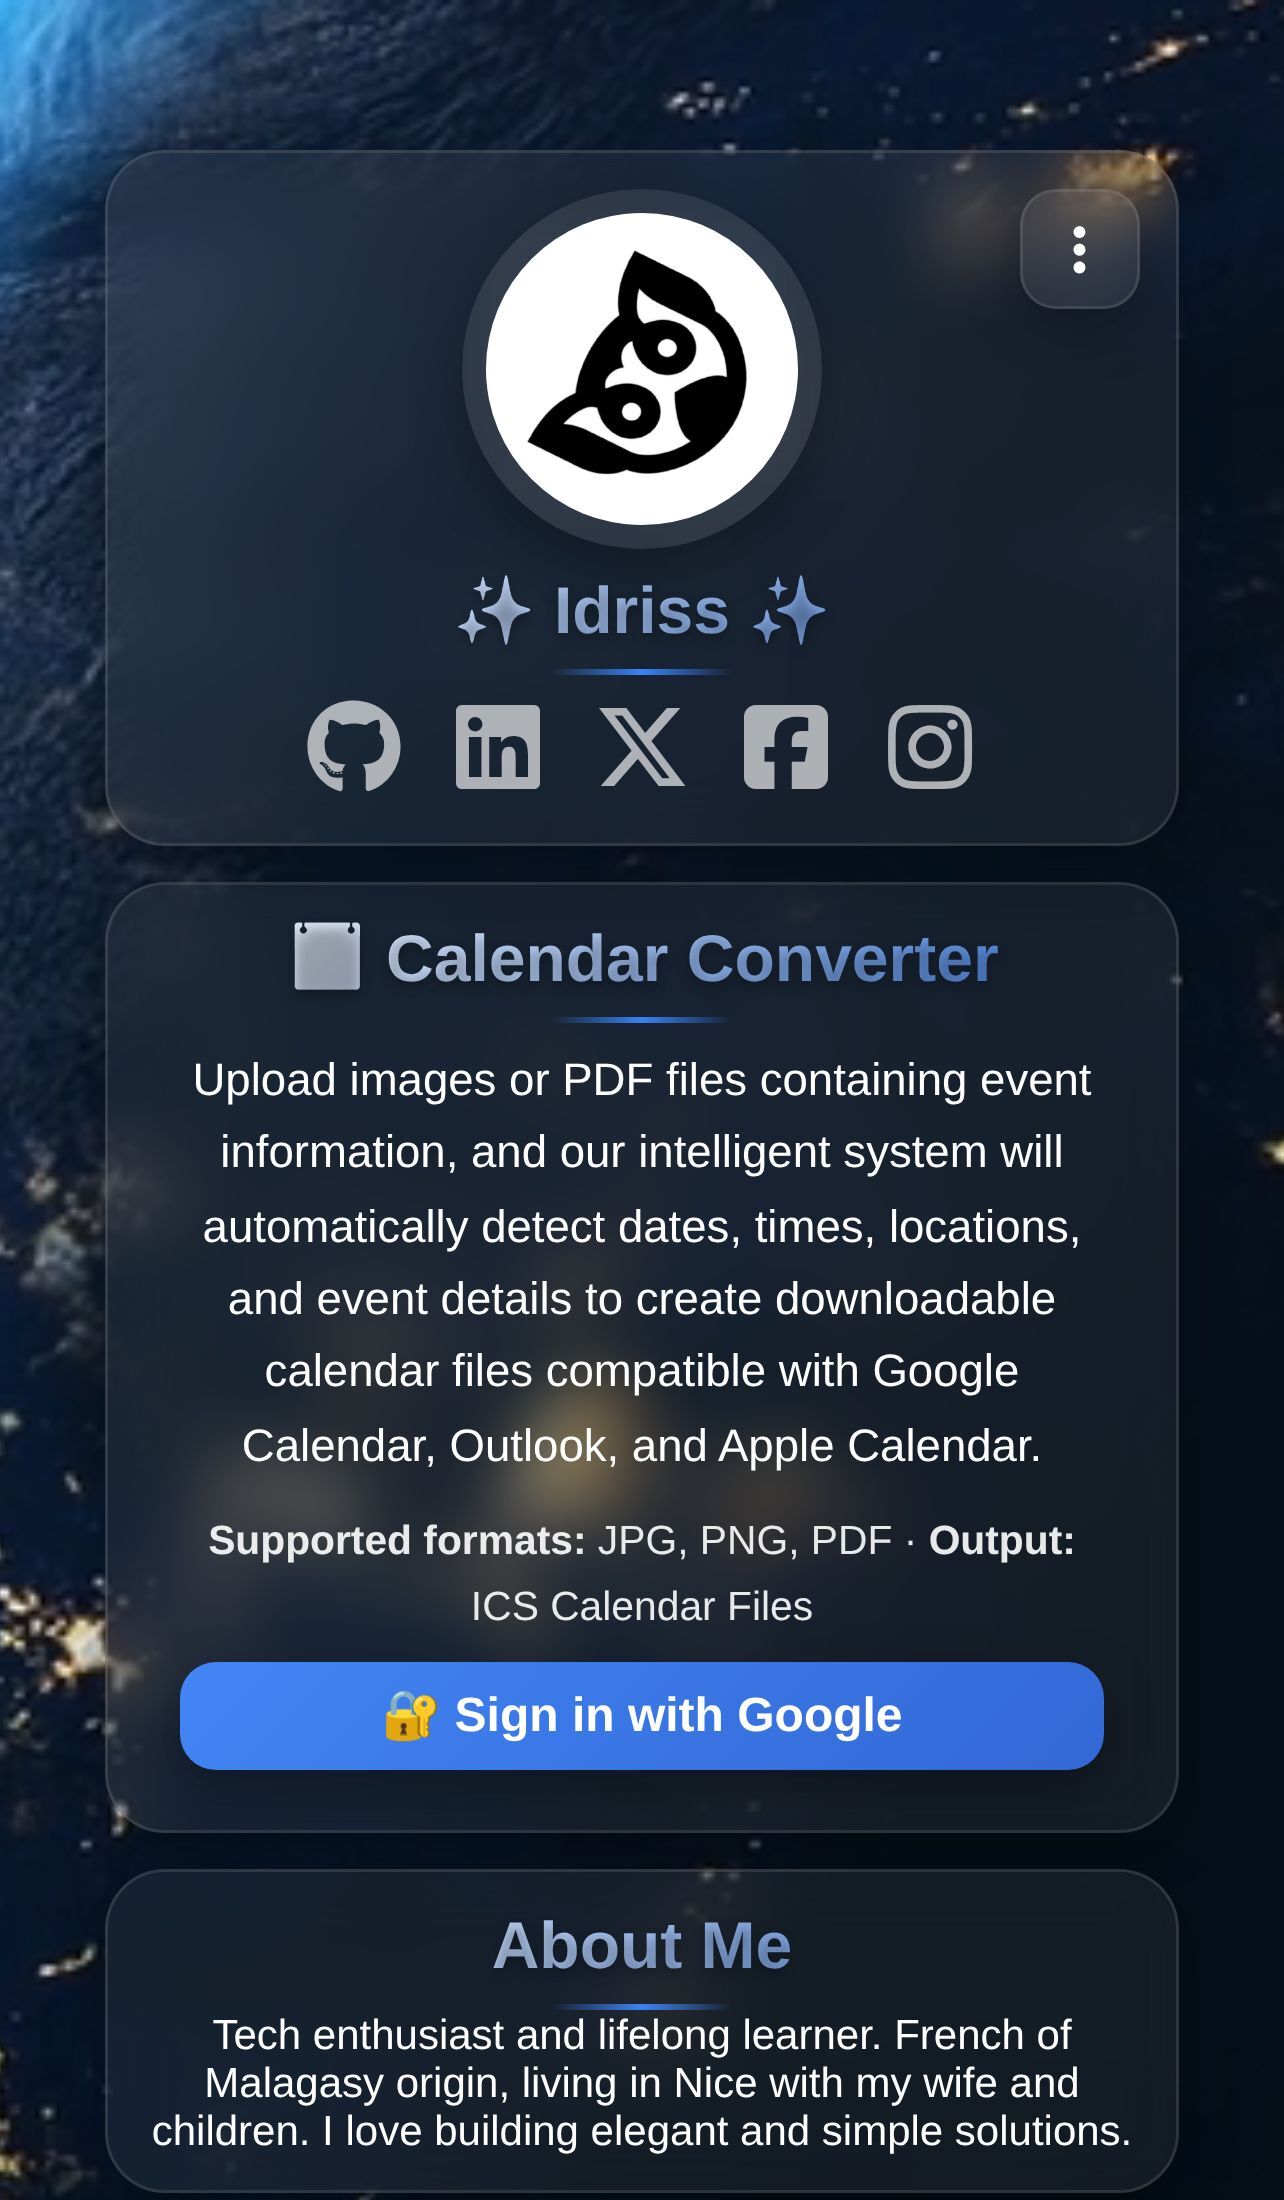 ✨ Idriss ✨
Calendar Converter
Upload images or PDF files containing event
information, and our intelligent system will
automatically detect dates, times, locations,
and event details to create downloadable
calendar files compatible with Google
Calendar, Outlook, and Apple Calendar.
Supported formats: JPG, PNG, PDF · Output:
ICS Calendar Files
🔐 Sign in with Google
About Me
Tech enthusiast and lifelong learner. French of
Malagasy origin, living in Nice with my wife and
children. I love building elegant and simple solutions.